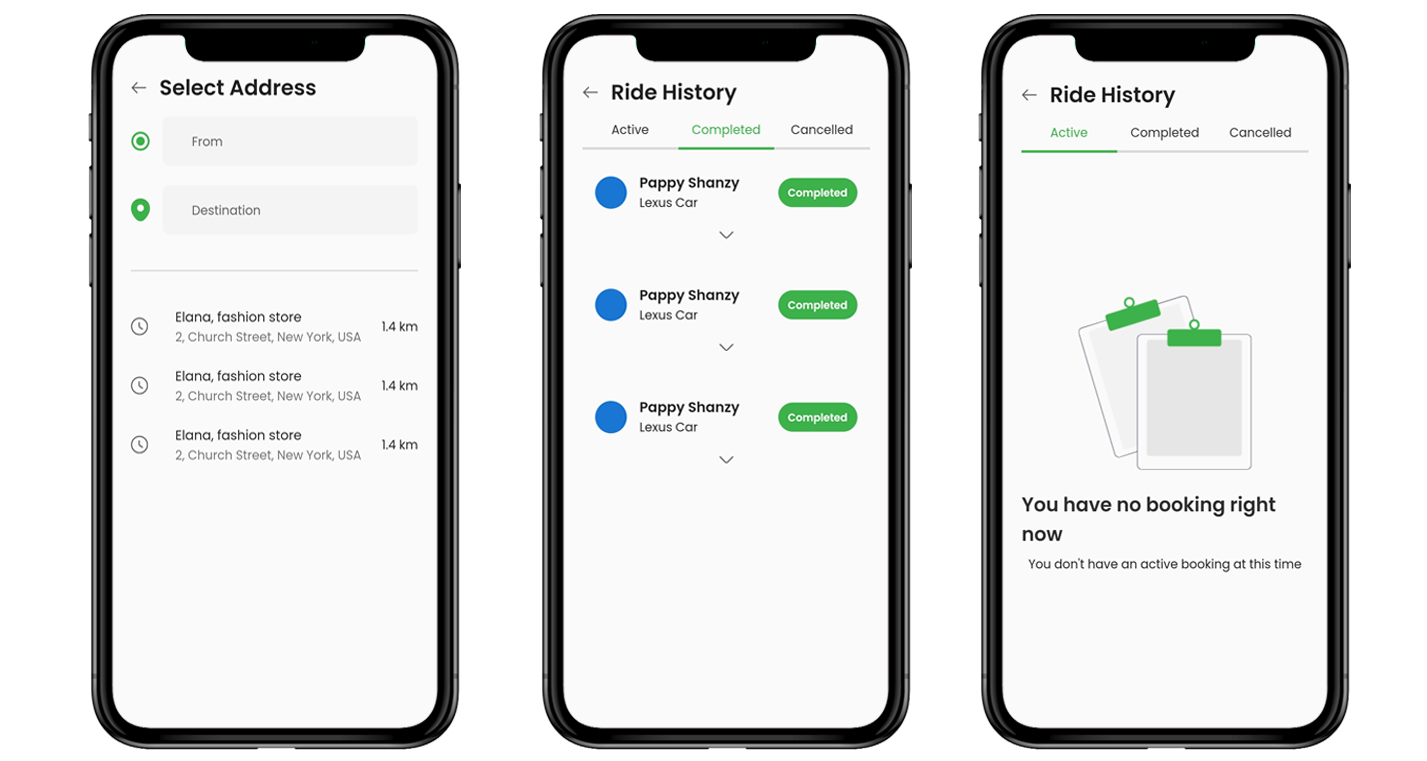 Select Address
From
Destination
Elana, fashion store
2, Church Street, New York, USA
1.4 km
Elana, fashion store
2, Church Street, New York, USA
1.4 km
Elana, fashion store
2, Church Street, New York, USA
1.4 km
Ride History
Active Completed Cancelled
Pappy Shanzy
Lexus Car
Completed
Pappy Shanzy
Lexus Car
Completed
Pappy Shanzy
Lexus Car
Completed
Ride History
Active Completed Cancelled
You have no booking right
now
You don't have an active booking at this time